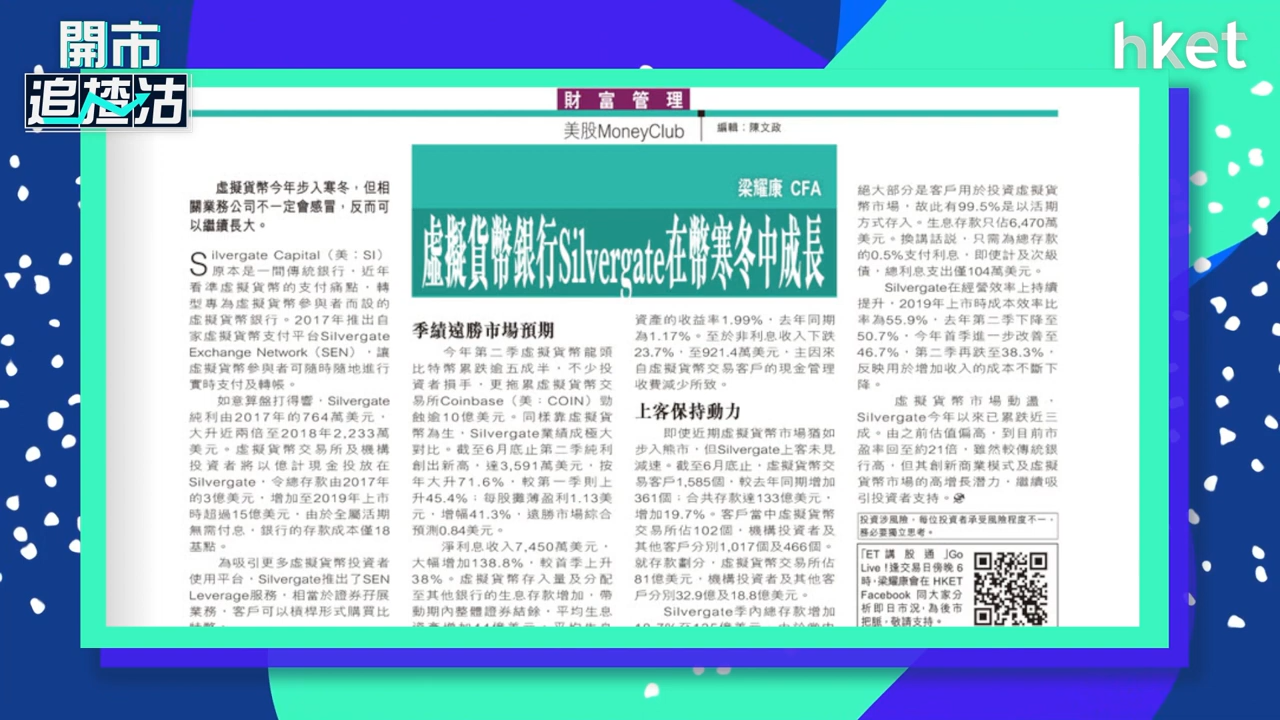 開市
追揸沽
hket
財富管理
美股MoneyClub
編輯：陳文政
梁耀康 CFA
虛擬貨幣銀行Silvergate在幣寒冬中成長
虛擬貨幣今年步入寒冬，但相
關業務公司不一定會感冒，反而可
以繼續長大。
Silvergate Capital（美：SI）
原本是一間傳統銀行，近年
看準虛擬貨幣的支付痛點，轉
型專為虛擬貨幣參與者而設的
虛擬貨幣銀行。2017年推出自
家虛擬貨幣支付平台Silvergate
Exchange Network（SEN），讓
虛擬貨幣參與者可隨時隨地進行
實時支付及轉帳。
如意算盤打得響，Silvergate
純利由2017年的764萬美元，
大升近兩倍至2018年2,233萬
美元。虛擬貨幣交易所及機構
投資者將以億計現金投放在
Silvergate，令總存款由2017年
的3億美元，增加至2019年上市
時超過15億美元，由於全屬活期
無需付息，銀行的存款成本僅18
基點。
為吸引更多虛擬貨幣投資者
使用平台，Silvergate推出了SEN
Leverage服務，相當於證券孖展
業務，客戶可以槓桿形式購買比
季績遠勝市場預期
今年第二季虛擬貨幣龍頭
比特幣累跌逾五成半，不少投
資者損手，更拖累虛擬貨幣交
易所Coinbase（美：COIN）勁
蝕逾10億美元。同樣靠虛擬貨
幣為生，Silvergate業績成極大
對比。截至6月底止第二季純利
創出新高，達3,591萬美元，按
年大升71.6%，較第一季則上
升45.4%；每股攤薄盈利1.13美
元，增幅41.3%，遠勝市場綜合
預測0.84美元。
淨利息收入7,450萬美元，
大幅增加138.8%，較首季上升
38%。虛擬貨幣存入量及分配
至其他銀行的生息存款增加，帶
動期內整體證券結餘，平均生息
資產的收益率1.99%，去年同期
為1.17%。至於非利息收入下跌
23.7%，至921.4萬美元，主因來
自虛擬貨幣交易客戶的現金管理
收費減少所致。
上客保持動力
即使近期虛擬貨幣市場猶如
步入熊市，但Silvergate上客未見
減速。截至6月底止，虛擬貨幣交
易客戶1,585個，較去年同期增加
361個；合共存款達133億美元，
增加19.7%。客戶當中虛擬貨幣
交易所佔102個，機構投資者及
其他客戶分別1,017個及466個。
就存款劃分，虛擬貨幣交易所佔
81億美元，機構投資者及其他客
戶分別32.9億及18.8億美元。
Silvergate季內總存款增加
絕大部分是客戶用於投資虛擬貨
幣市場，故此有99.5%是以活期
方式存入。生息存款只佔6,470萬
美元。換講話說，只需為總存款
的0.5%支付利息，即使計及次級
債，總利息支出僅104萬美元。
Silvergate在經營效率上持續
提升，2019年上市時成本效率比
率為55.9%，去年第二季下降至
50.7%，今年首季進一步改善至
46.7%，第二季再跌至38.3%，
反映用於增加收入的成本不斷下
降。
虛擬貨幣市場動盪，
Silvergate今年以來已累跌近三
成。由之前估值偏高，到目前市
盈率回至約21倍，雖然較傳統銀
行高，但其創新商業模式及虛擬
貨幣市場的高增長潛力，繼續吸
引投資者支持。
投資涉風險，每位投資者承受風險程度不一，
務必要獨立思考。
「ET講股通」Go
Live！逢交易日傍晚6
時，梁耀康會在HKET
Facebook 同大家分
析即日市況，為後市
把脈，敬請支持。